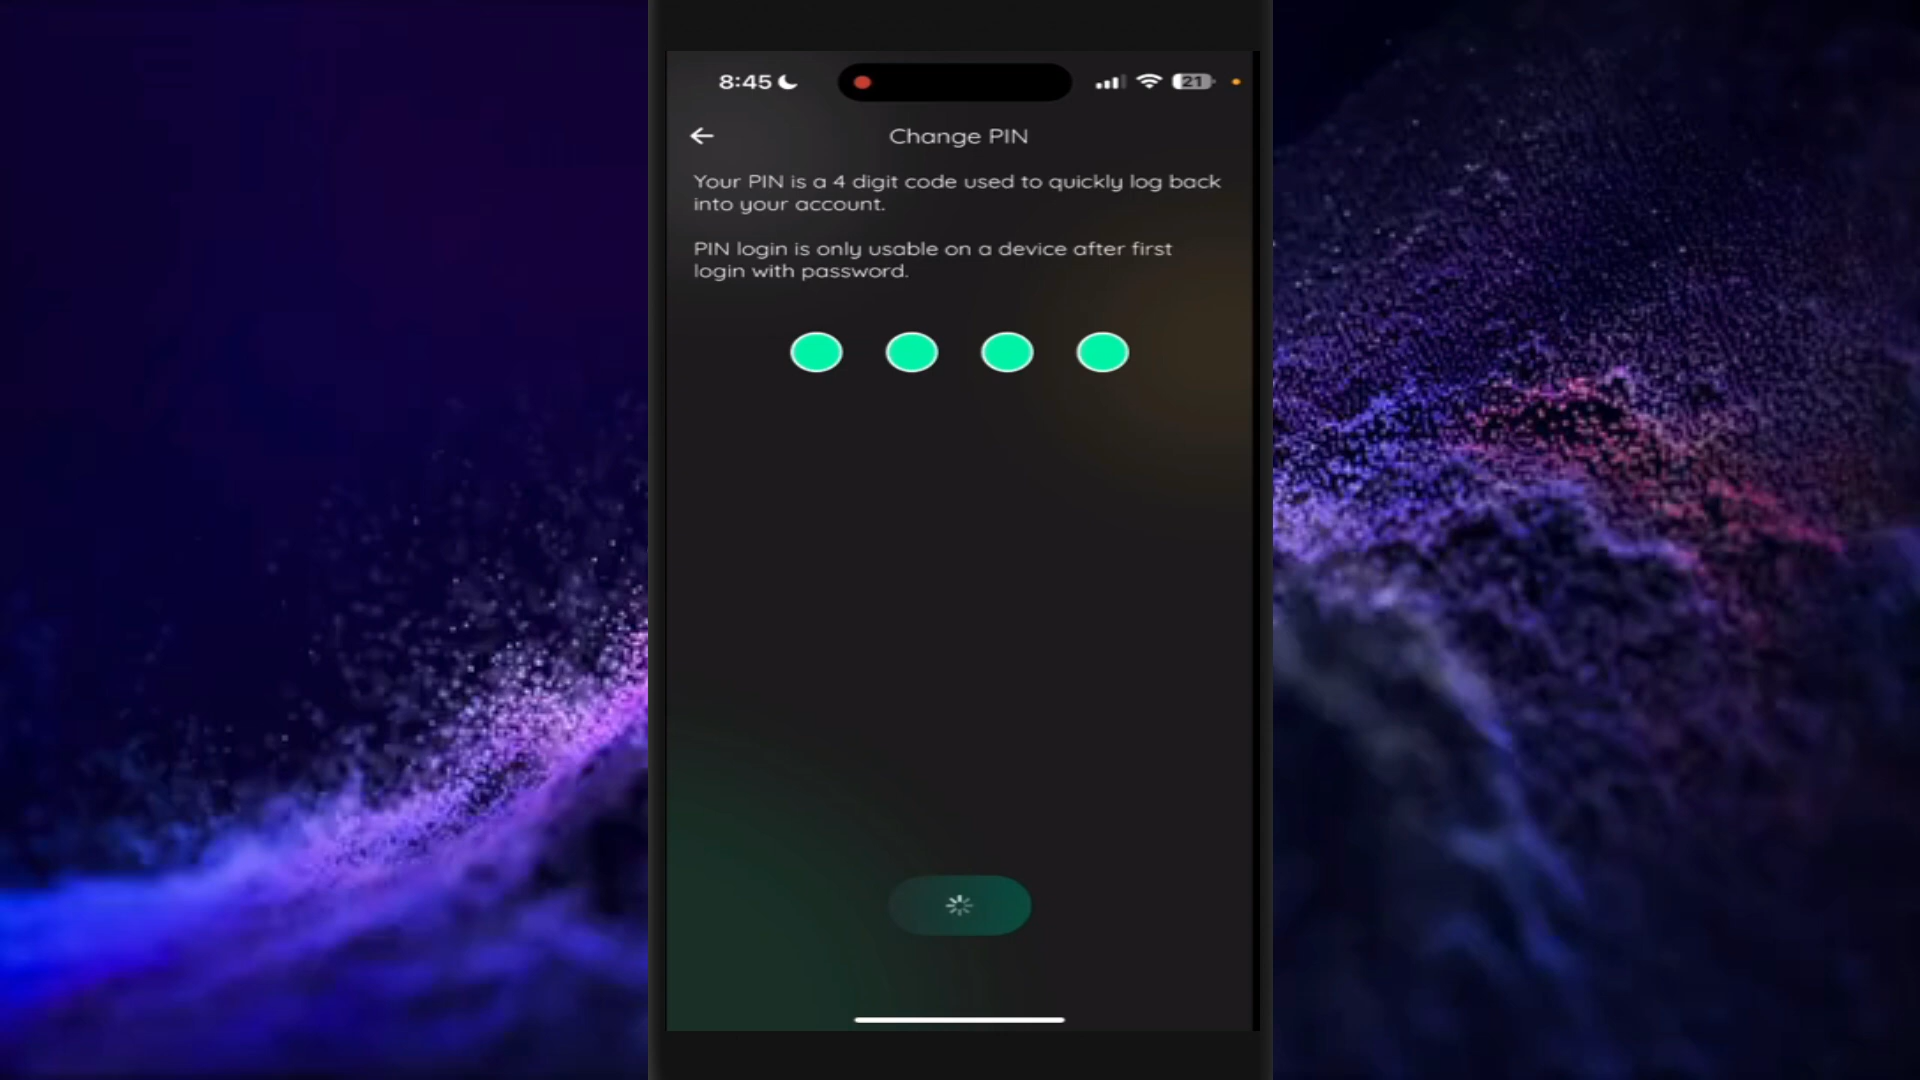 8:45
21
Change PIN
Your PIN is a 4 digit code used to quickly log back
into your account.
PIN login is only usable on a device after first
login with password.